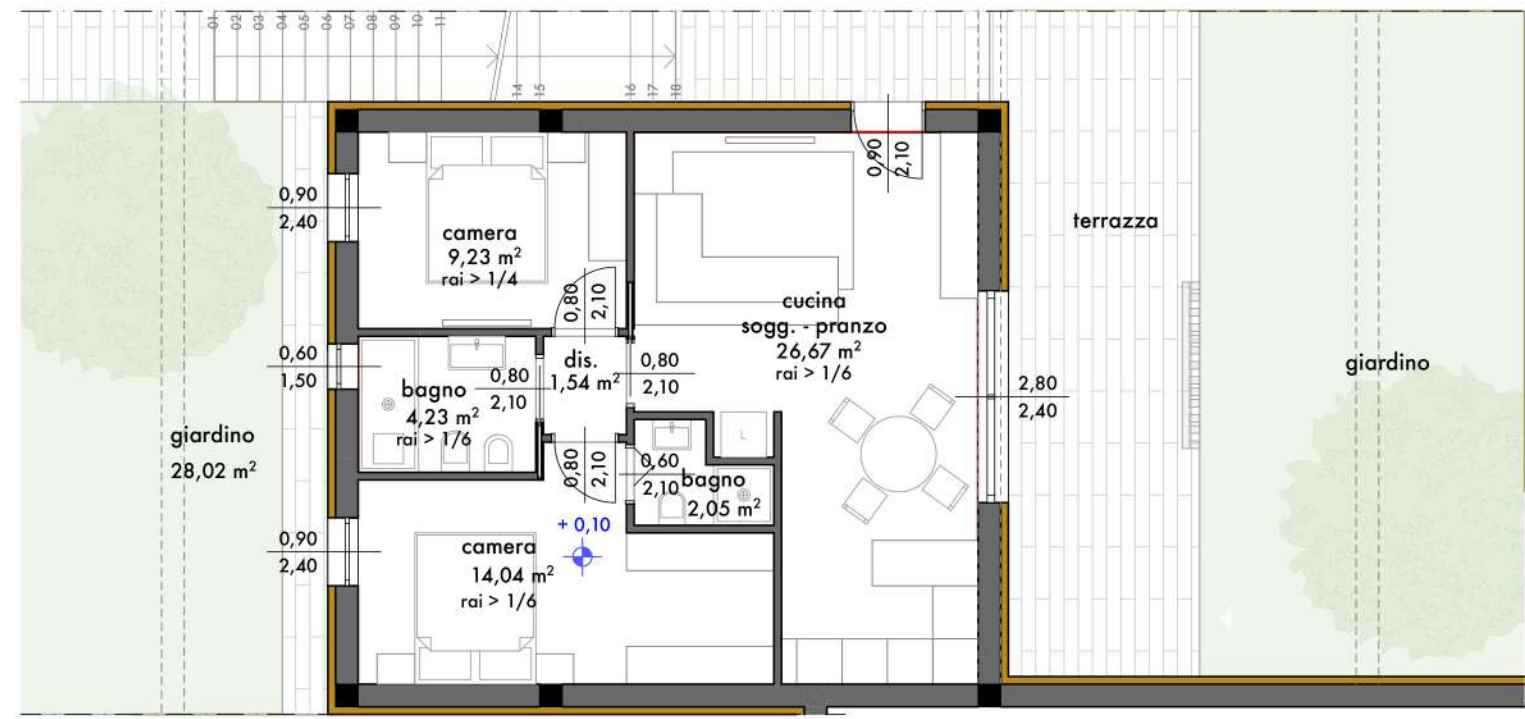 01
02
03
04
05
06
07
08
09
10
11
14
15
16
17
18
0,90
2,10
0,90
2,40
camera
9,23 m²
rai > 1/4
terrazza
0,80
2,10
cucina
sogg. - pranzo
26,67 m²
rai > 1/6
0,60
1,50
dis.
1,54 m²
0,80
2,10
0,80
2,10
bagno
4,23 m²
rai > 1/6
2,80
2,40
giardino
giardino
28,02 m²
L
0,80
2,10
0,60
2,10
bagno
2,05 m²
+ 0,10
0,90
2,40
camera
14,04 m²
rai > 1/6